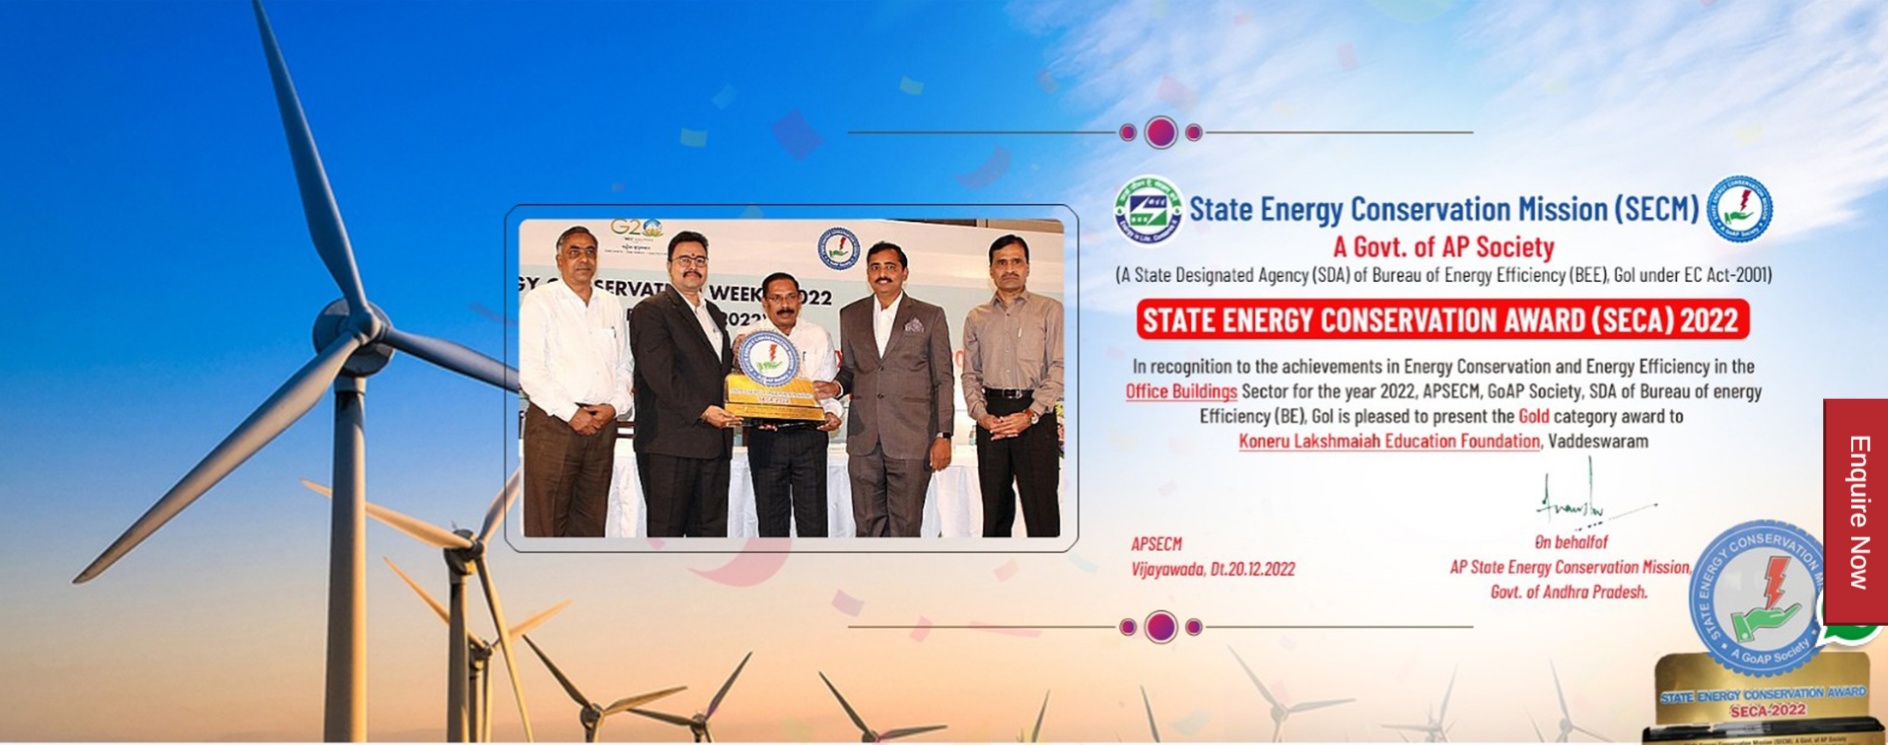 State Energy Conservation Mission (SECM)
A Govt. of AP Society
(A State Designated Agency (SDA) of Bureau of Energy Efficiency (BEE), GoI under EC Act-2001)
STATE ENERGY CONSERVATION AWARD (SECA) 2022
In recognition to the achievements in Energy Conservation and Energy Efficiency in the
Office Buildings Sector for the year 2022, APSECM, GoAP Society, SDA of Bureau of energy
Efficiency (BE), GoI is pleased to present the Gold category award to
Koneru Lakshmaiah Education Foundation, Vaddeswaram
APSECM
Vijayawada, Dt.20.12.2022
On behalfof
AP State Energy Conservation Mission,
Govt. of Andhra Pradesh.
Enquire Now
G20
WEEK
2022
STATE ENERGY CONSERVATION
A GoAP Society
STATE ENERGY CONSERVATION AWARD
SECA-2022